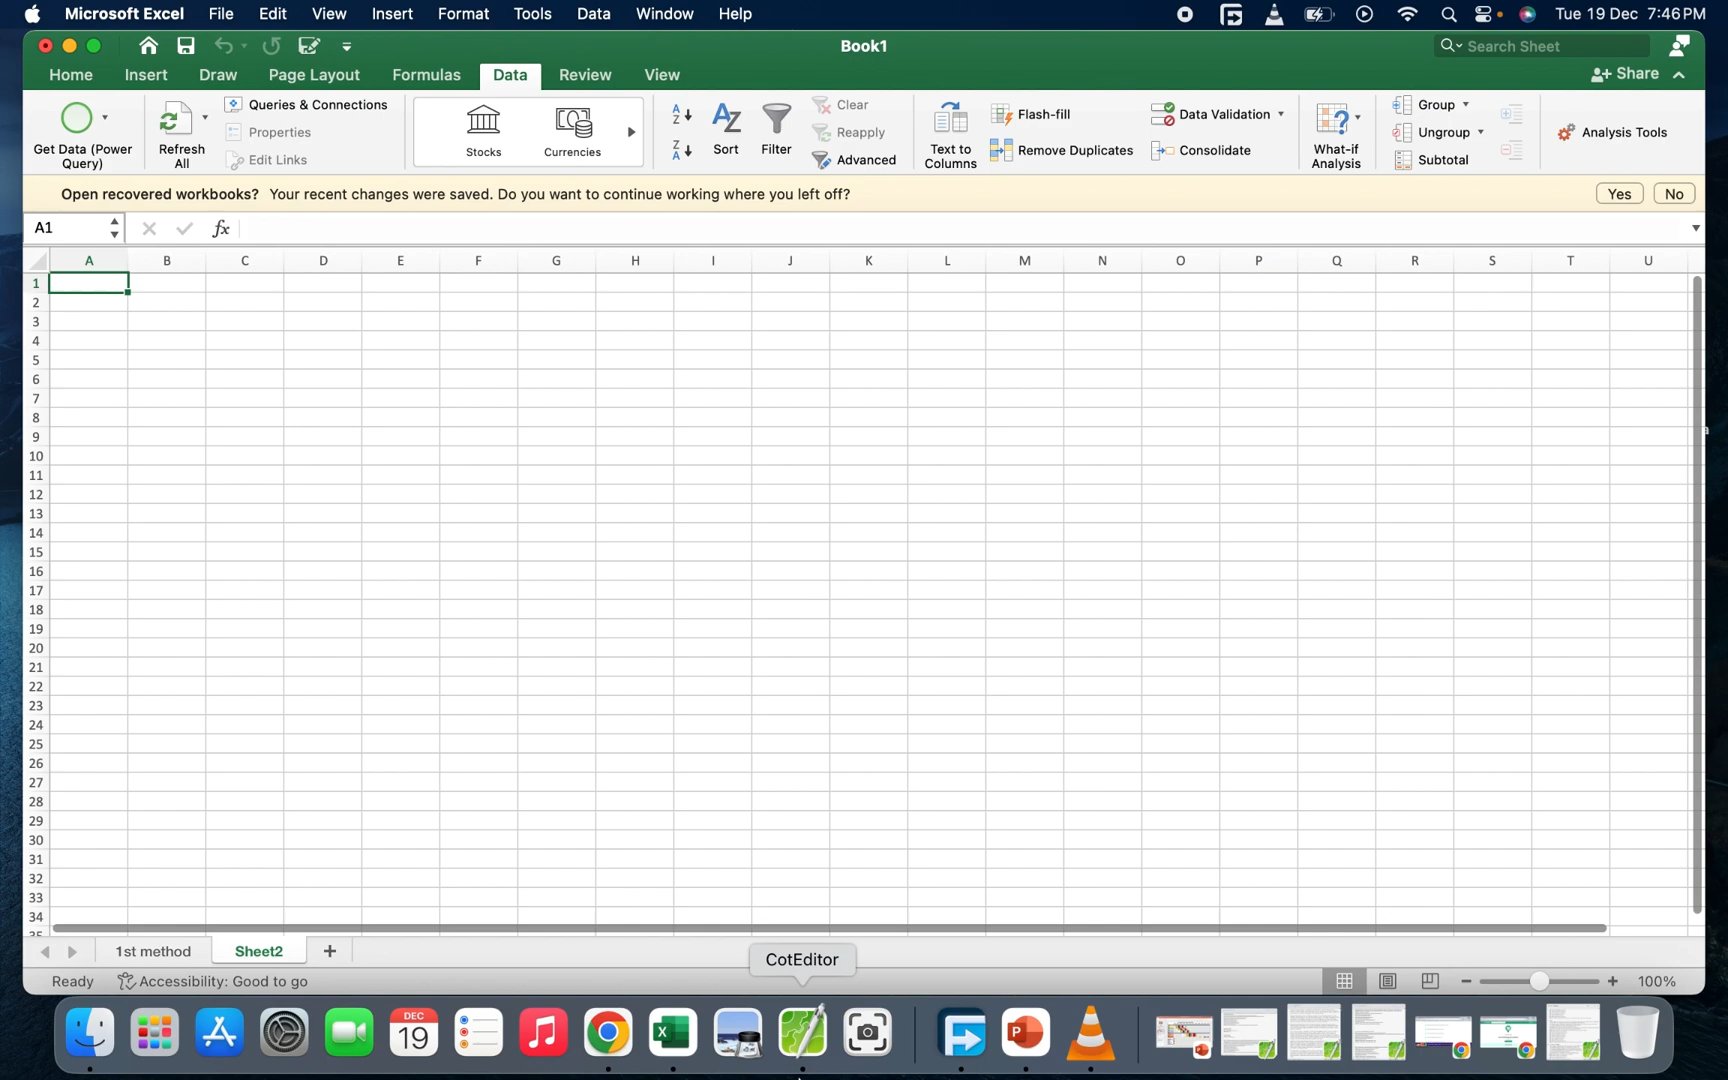 Microsoft Excel File Edit View Insert Format Tools Data Window Help Tue 19 Dec 7:46 PM
Book1 Search Sheet
Home Insert Draw Page Layout Formulas Data Review View Share
Get Data (Power Query)
Refresh All
Queries & Connections
Properties
Edit Links
Stocks
Currencies
Sort
Filter
Clear
Reapply
Advanced
Text to Columns
Flash-fill
Remove Duplicates
Data Validation
Consolidate
What-if Analysis
Group
Ungroup
Subtotal
Analysis Tools
Open recovered workbooks? Your recent changes were saved. Do you want to continue working where you left off? Yes No
A1 fx
A B C D E F G H I J K L M N O P Q R S T U
1
2
3
4
5
6
7
8
9
10
11
12
13
14
15
16
17
18
19
20
21
22
23
24
25
26
27
28
29
30
31
32
33
34
35
1st method Sheet2
CotEditor
Ready Accessibility: Good to go 100%
DEC
19